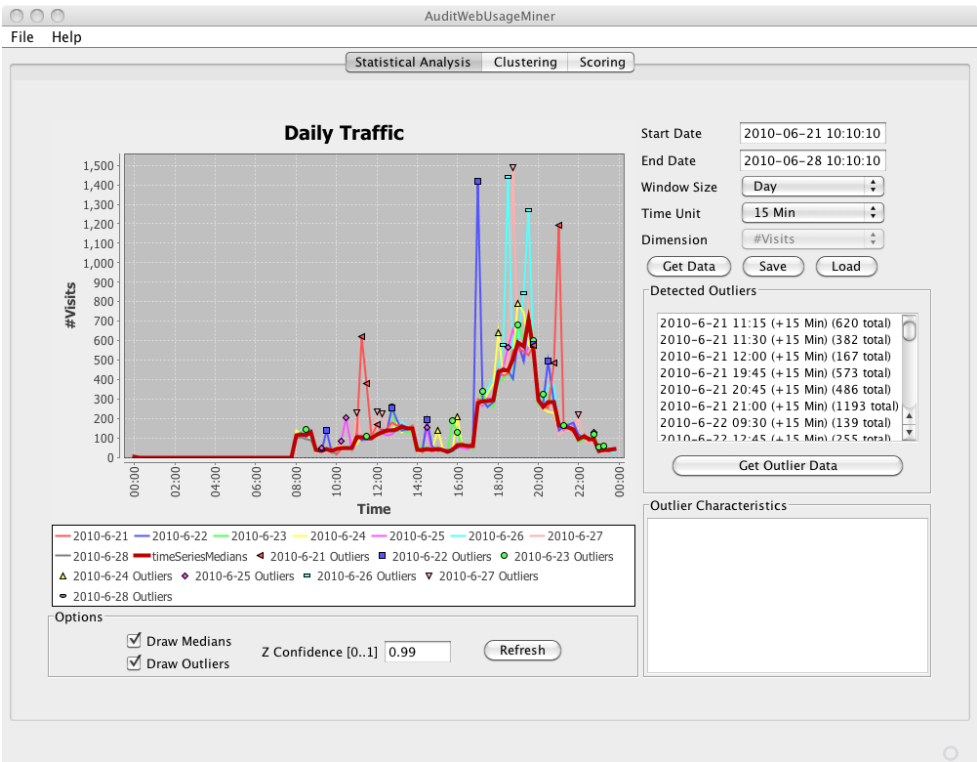 AuditWebUsageMiner
File Help
Statistical Analysis Clustering Scoring
Daily Traffic
#Visits
1,500
1,400
1,300
1,200
1,100
1,000
900
800
700
600
500
400
300
200
100
0
00:00 02:00 04:00 06:00 08:00 10:00 12:00 14:00 16:00 18:00 20:00 22:00 00:00
Time
2010-6-21 2010-6-22 2010-6-23 2010-6-24 2010-6-25 2010-6-26 2010-6-27
2010-6-28 timeSeriesMedians 2010-6-21 Outliers 2010-6-22 Outliers 2010-6-23 Outliers
2010-6-24 Outliers 2010-6-25 Outliers 2010-6-26 Outliers 2010-6-27 Outliers
2010-6-28 Outliers
Options
Draw Medians
Draw Outliers
Z Confidence [0..1] 0.99
Refresh
Start Date 2010-06-21 10:10:10
End Date 2010-06-28 10:10:10
Window Size Day
Time Unit 15 Min
Dimension #Visits
Get Data Save Load
Detected Outliers
2010-6-21 11:15 (+15 Min) (620 total)
2010-6-21 11:30 (+15 Min) (382 total)
2010-6-21 12:00 (+15 Min) (167 total)
2010-6-21 19:45 (+15 Min) (573 total)
2010-6-21 20:45 (+15 Min) (486 total)
2010-6-21 21:00 (+15 Min) (1193 total)
2010-6-22 09:30 (+15 Min) (139 total)
2010-6-22 12:45 (+15 Min) (255 total)
Get Outlier Data
Outlier Characteristics